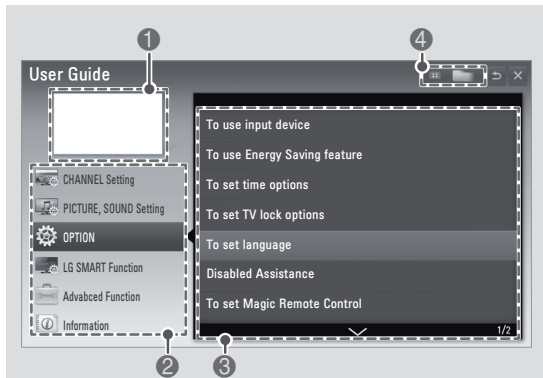 1
4
User Guide
To use input device
To use Energy Saving feature
To set time options
To set TV lock options
To set language
Disabled Assistance
To set Magic Remote Control
1/2
CHANNEL Setting
PICTURE, SOUND Setting
OPTION
LG SMART Function
Advabced Function
Information
2
3